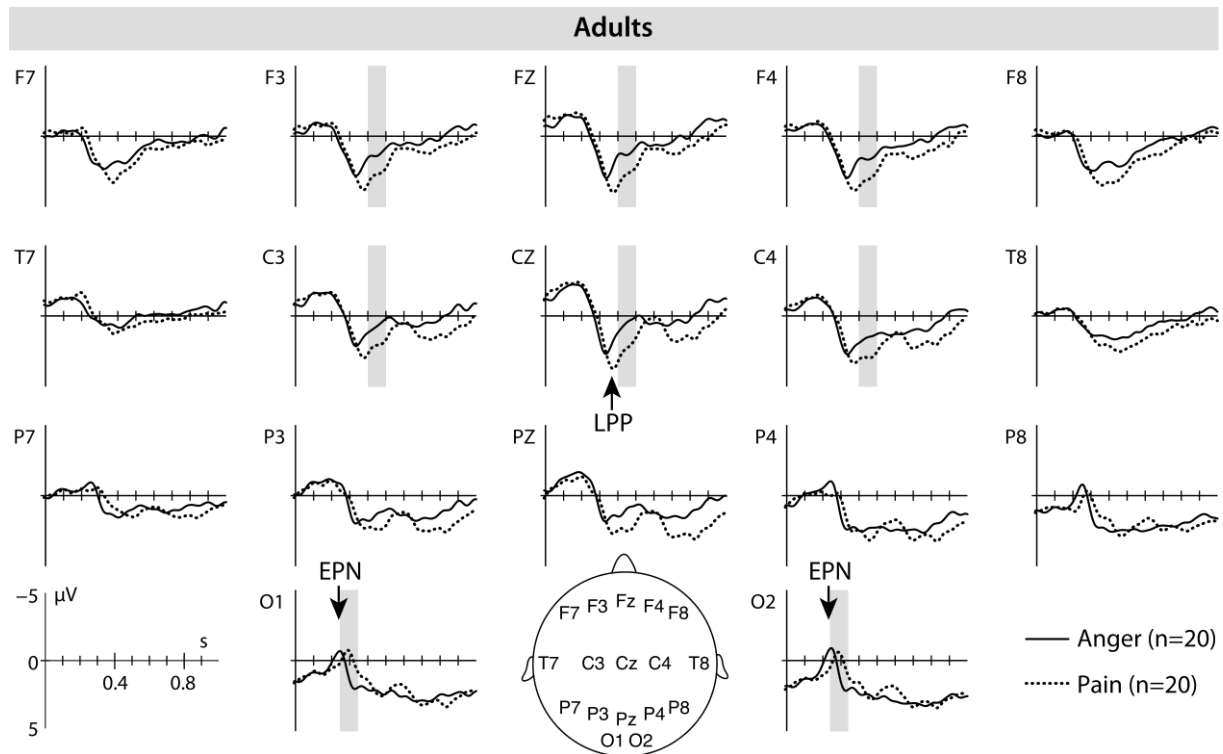 Adults
F7 F3 FZ F4 F8
T7 C3 CZ C4 T8
LPP
P7 P3 PZ P4 P8
EPN EPN
−5 μV
s
0 0.4 0.8
5
O1 O2
Fz
F7 F3 F4 F8
T7 C3 Cz C4 T8
P7 P3 Pz P4 P8
O1 O2
Anger (n=20)
Pain (n=20)